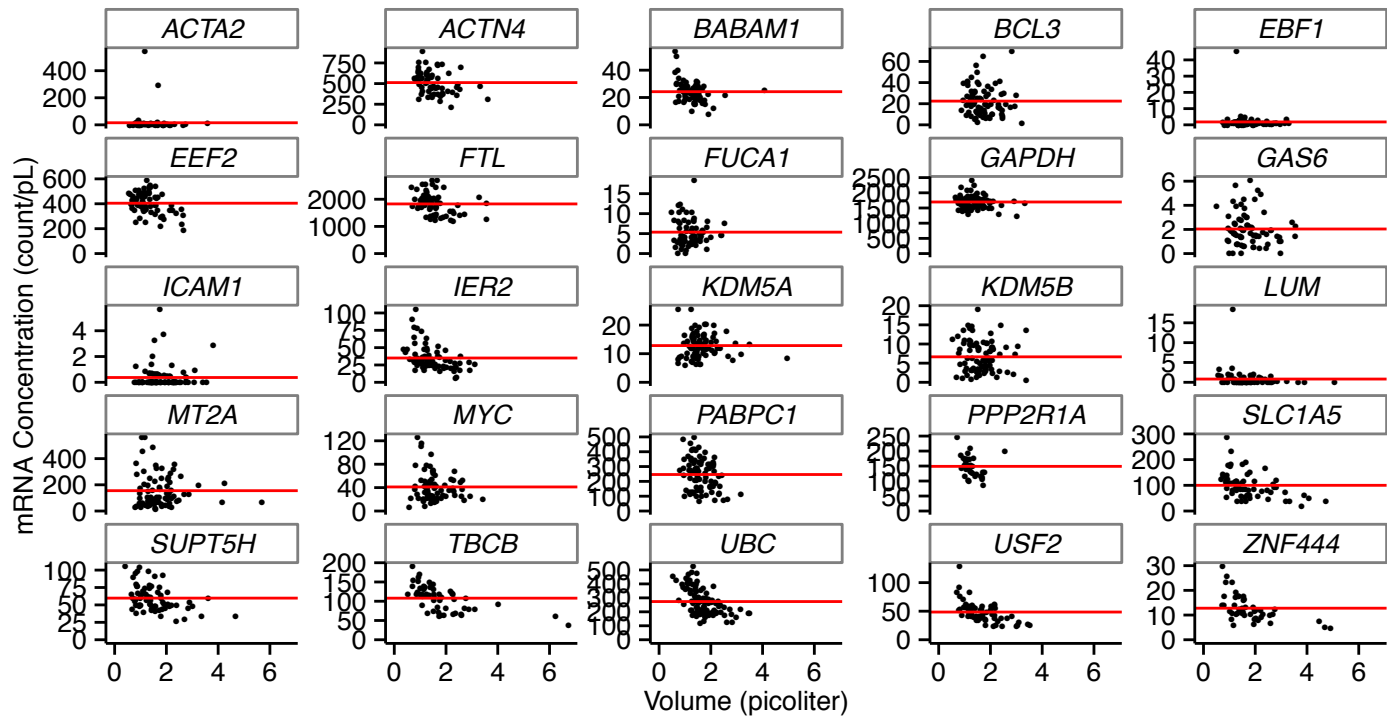 ACTA2 ACTN4 BABAM1 BCL3 EBF1
400 200 0
750 500 250 0
40 20 0
60 40 20 0
40 30 20 10 0
EEF2 FTL FUCA1 GAPDH GAS6
600 400 200 0
2000 1000 0
15 10 5 0
2500 2000 1500 1000 500 0
6 4 2 0
ICAM1 IER2 KDM5A KDM5B LUM
4 2 0
100 75 50 25 0
20 10 0
20 15 10 5 0
15 10 5 0
MT2A MYC PABPC1 PPP2R1A SLC1A5
400 200 0
120 80 40 0
500 400 300 200 100 0
250 200 150 100 50 0
300 200 100 0
SUPT5H TBCB UBC USF2 ZNF444
100 75 50 25 0
200 150 100 50 0
500 400 300 200 100 0
100 50 0
30 20 10 0
0 2 4 6 0 2 4 6 0 2 4 6 0 2 4 6 0 2 4 6
mRNA Concentration (count/pL)
Volume (picoliter)